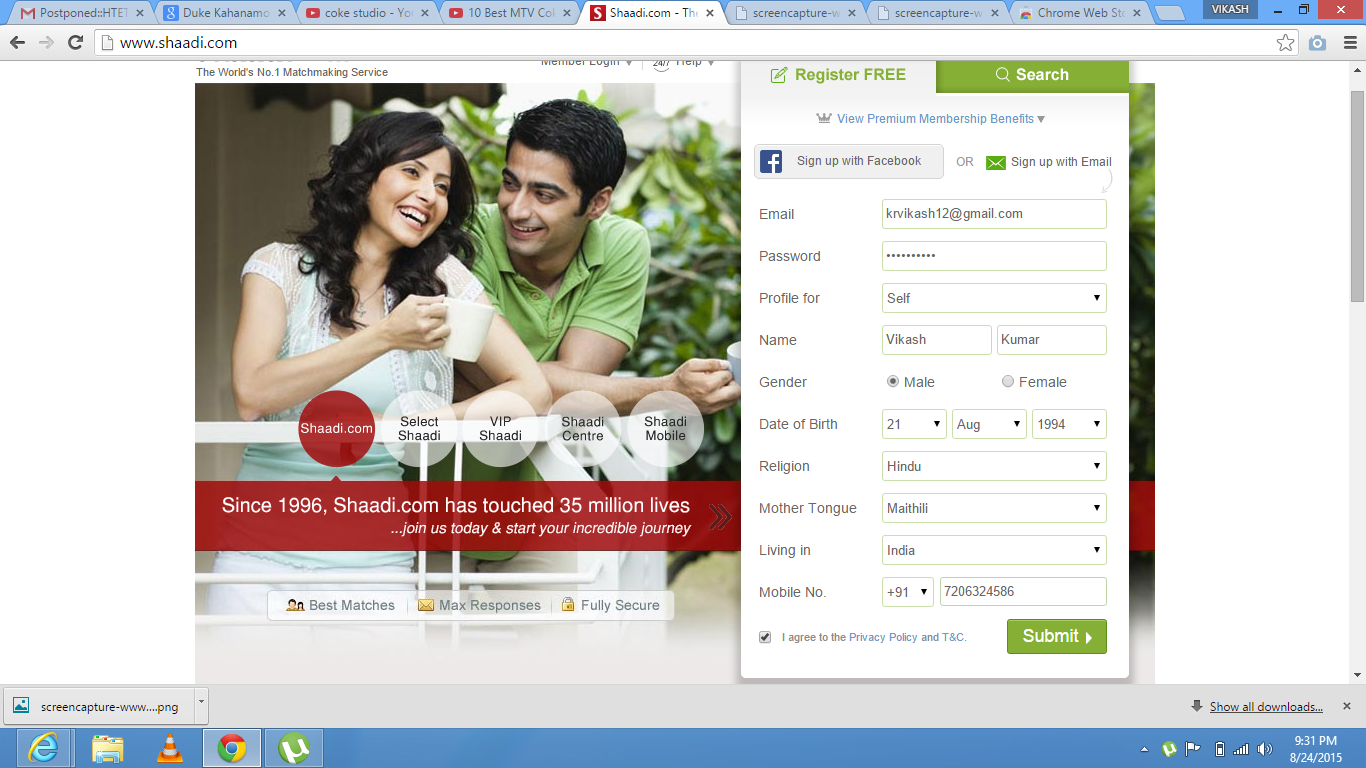 Postponed::HTET
Duke Kahanamo
coke studio - You
10 Best MTV Col
Shaadi.com - The
screencapture-w
screencapture-w
Chrome Web Sto
VIKASH
www.shaadi.com
The World's No.1 Matchmaking Service
Member Login
24/7 Help
Register FREE
Search
View Premium Membership Benefits
Sign up with Facebook
OR
Sign up with Email
Email
krvikash12@gmail.com
Password
••••••••••
Profile for
Self
Name
Vikash
Kumar
Gender
Male
Female
Date of Birth
21
Aug
1994
Religion
Hindu
Mother Tongue
Maithili
Living in
India
Mobile No.
+91
7206324586
I agree to the Privacy Policy and T&C.
Submit
Shaadi.com
Select
Shaadi
VIP
Shaadi
Shaadi
Centre
Shaadi
Mobile
Since 1996, Shaadi.com has touched 35 million lives
...join us today & start your incredible journey
Best Matches
Max Responses
Fully Secure
screencapture-www....png
Show all downloads...
9:31 PM
8/24/2015